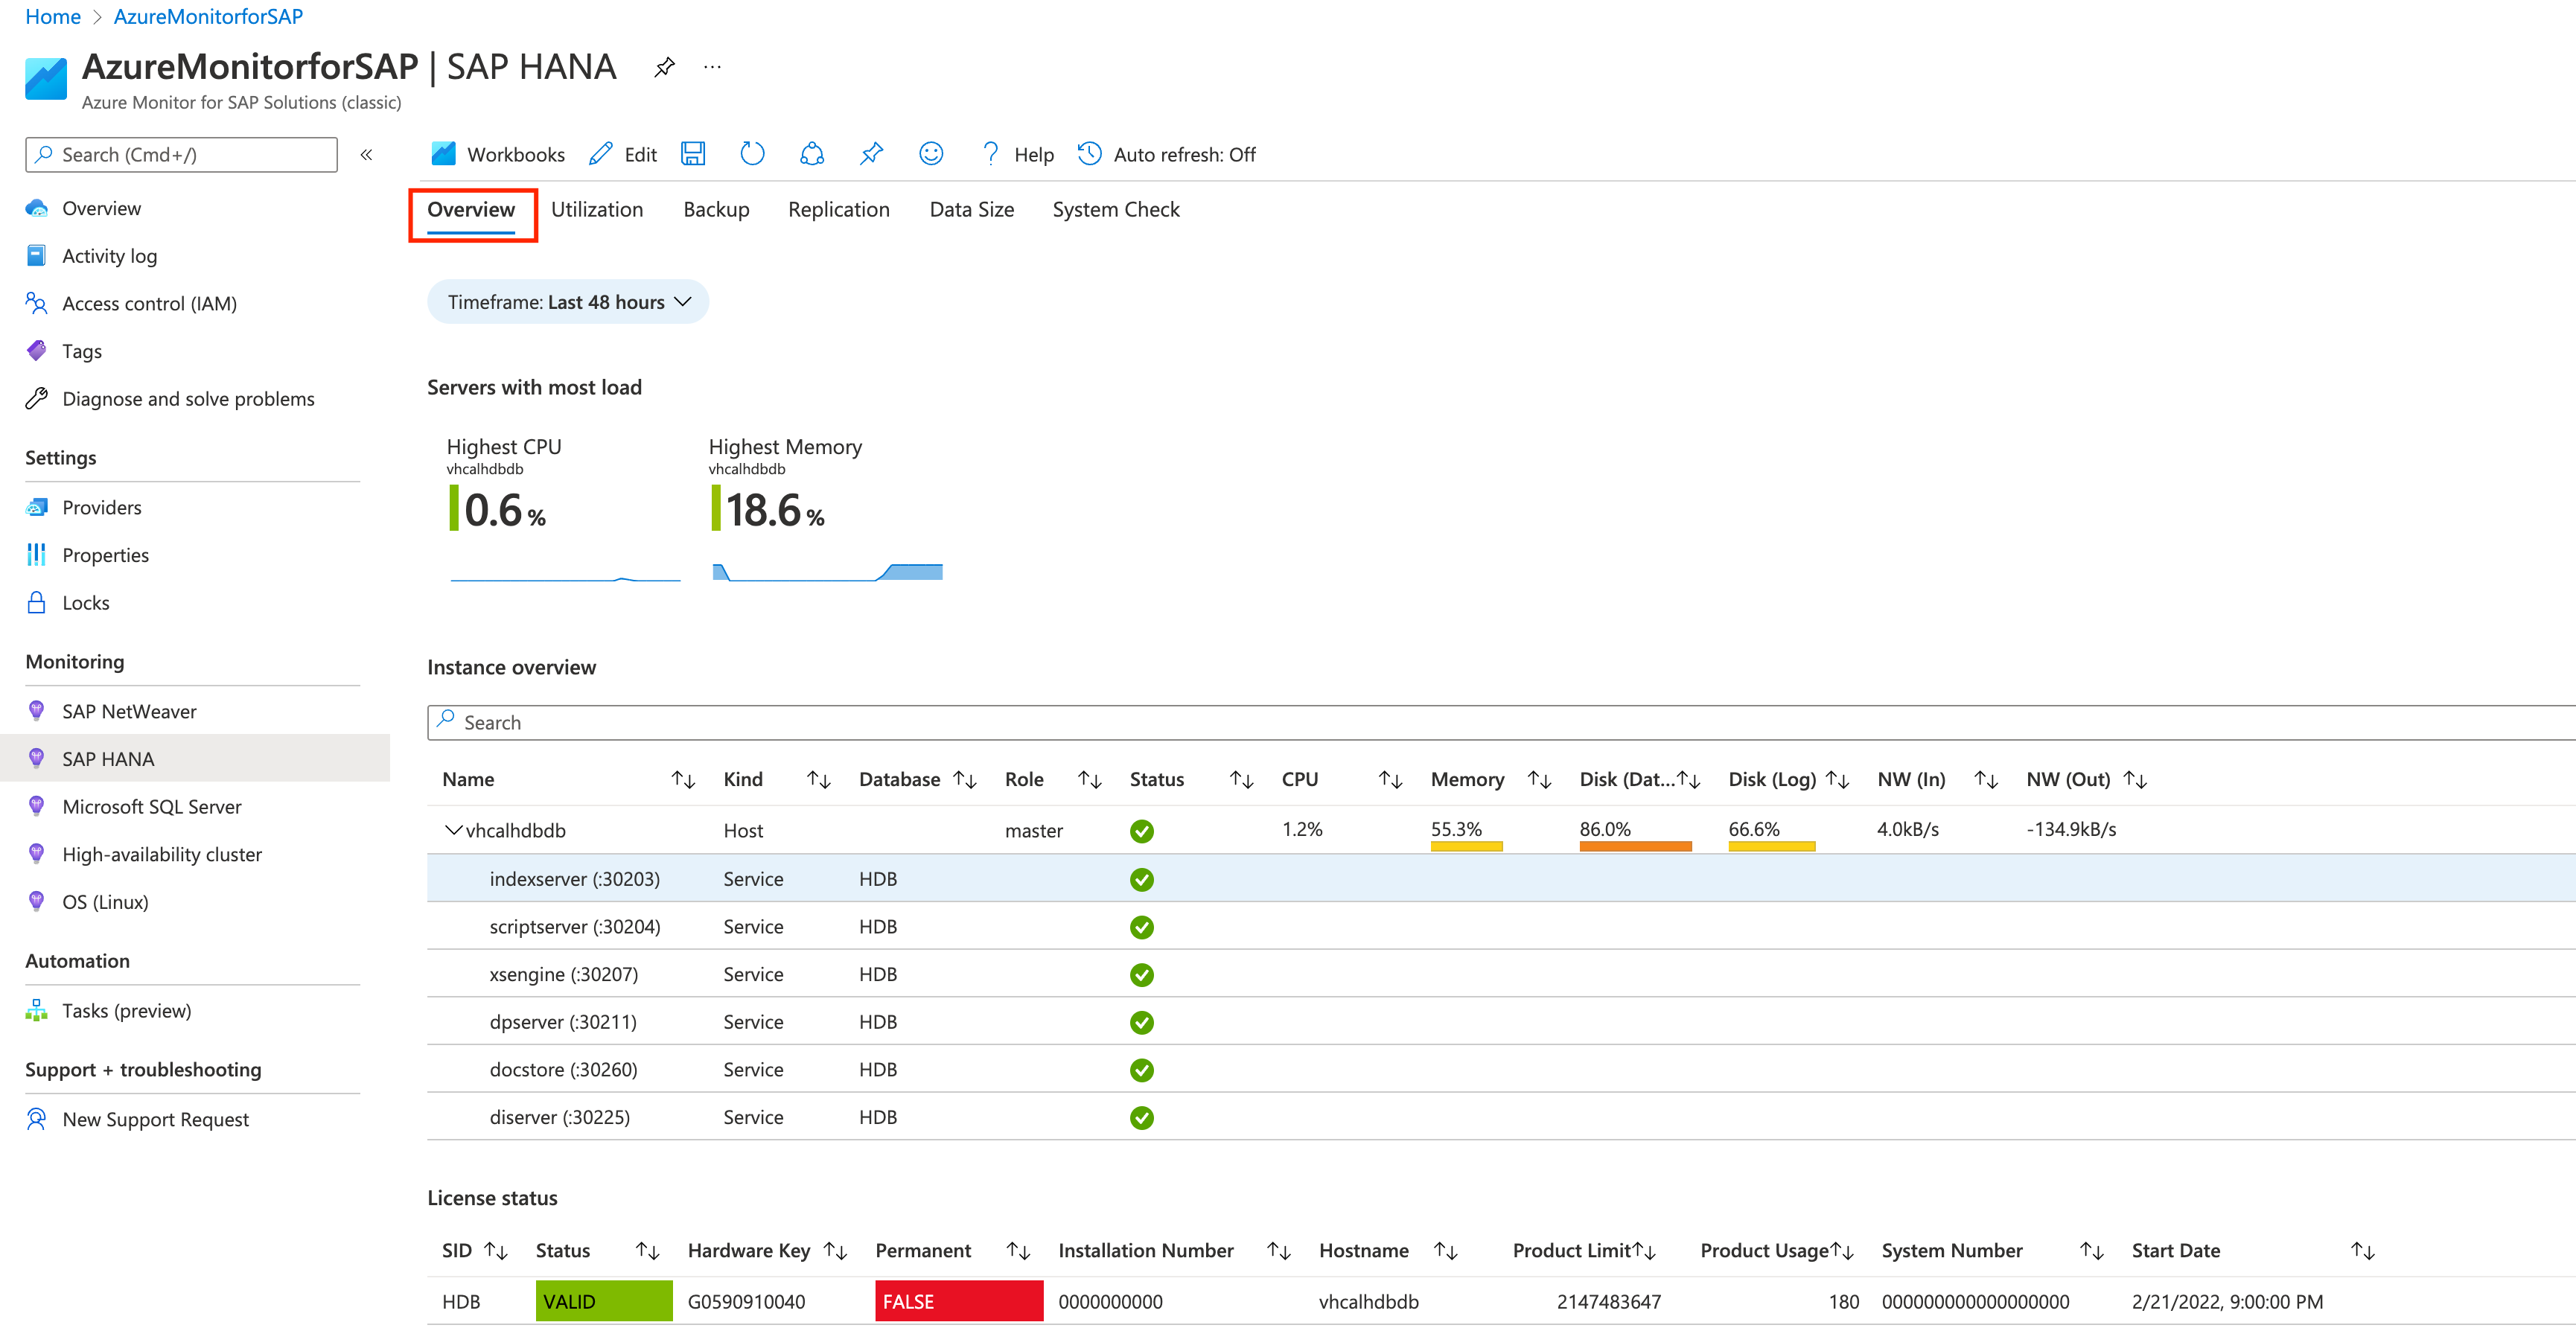 Home > AzureMonitorforSAP
AzureMonitorforSAP | SAP HANA ...
Azure Monitor for SAP Solutions (classic)
Search (Cmd+/) «
Overview
Activity log
Access control (IAM)
Tags
Diagnose and solve problems
Settings
Providers
Properties
Locks
Monitoring
SAP NetWeaver
SAP HANA
Microsoft SQL Server
High-availability cluster
OS (Linux)
Automation
Tasks (preview)
Support + troubleshooting
New Support Request
Workbooks Edit ? Help Auto refresh: Off
Overview Utilization Backup Replication Data Size System Check
Timeframe: Last 48 hours
Servers with most load
Highest CPU
vhcalhdbdb
0.6 %
Highest Memory
vhcalhdbdb
18.6 %
Instance overview
Search
Name ↑↓ Kind ↑↓ Database ↑↓ Role ↑↓ Status ↑↓ CPU ↑↓ Memory ↑↓ Disk (Dat...↑↓ Disk (Log) ↑↓ NW (In) ↑↓ NW (Out) ↑↓
vhcalhdbdb Host master 1.2% 55.3% 86.0% 66.6% 4.0kB/s -134.9kB/s
indexserver (:30203) Service HDB
scriptserver (:30204) Service HDB
xsengine (:30207) Service HDB
dpserver (:30211) Service HDB
docstore (:30260) Service HDB
diserver (:30225) Service HDB
License status
SID ↑↓ Status ↑↓ Hardware Key ↑↓ Permanent ↑↓ Installation Number ↑↓ Hostname ↑↓ Product Limit↑↓ Product Usage↑↓ System Number ↑↓ Start Date ↑↓
HDB VALID G0590910040 FALSE 0000000000 vhcalhdbdb 2147483647 180 000000000000000000 2/21/2022, 9:00:00 PM